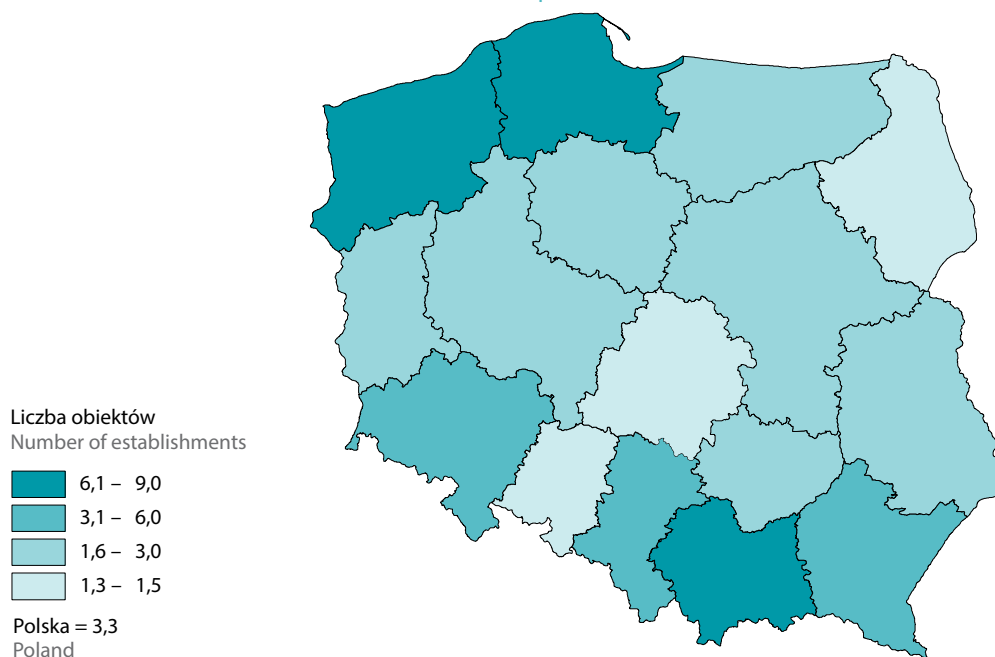 Liczba obiektów
Number of establishments
6,1 – 9,0
3,1 – 6,0
1,6 – 3,0
1,3 – 1,5
Polska = 3,3
Poland